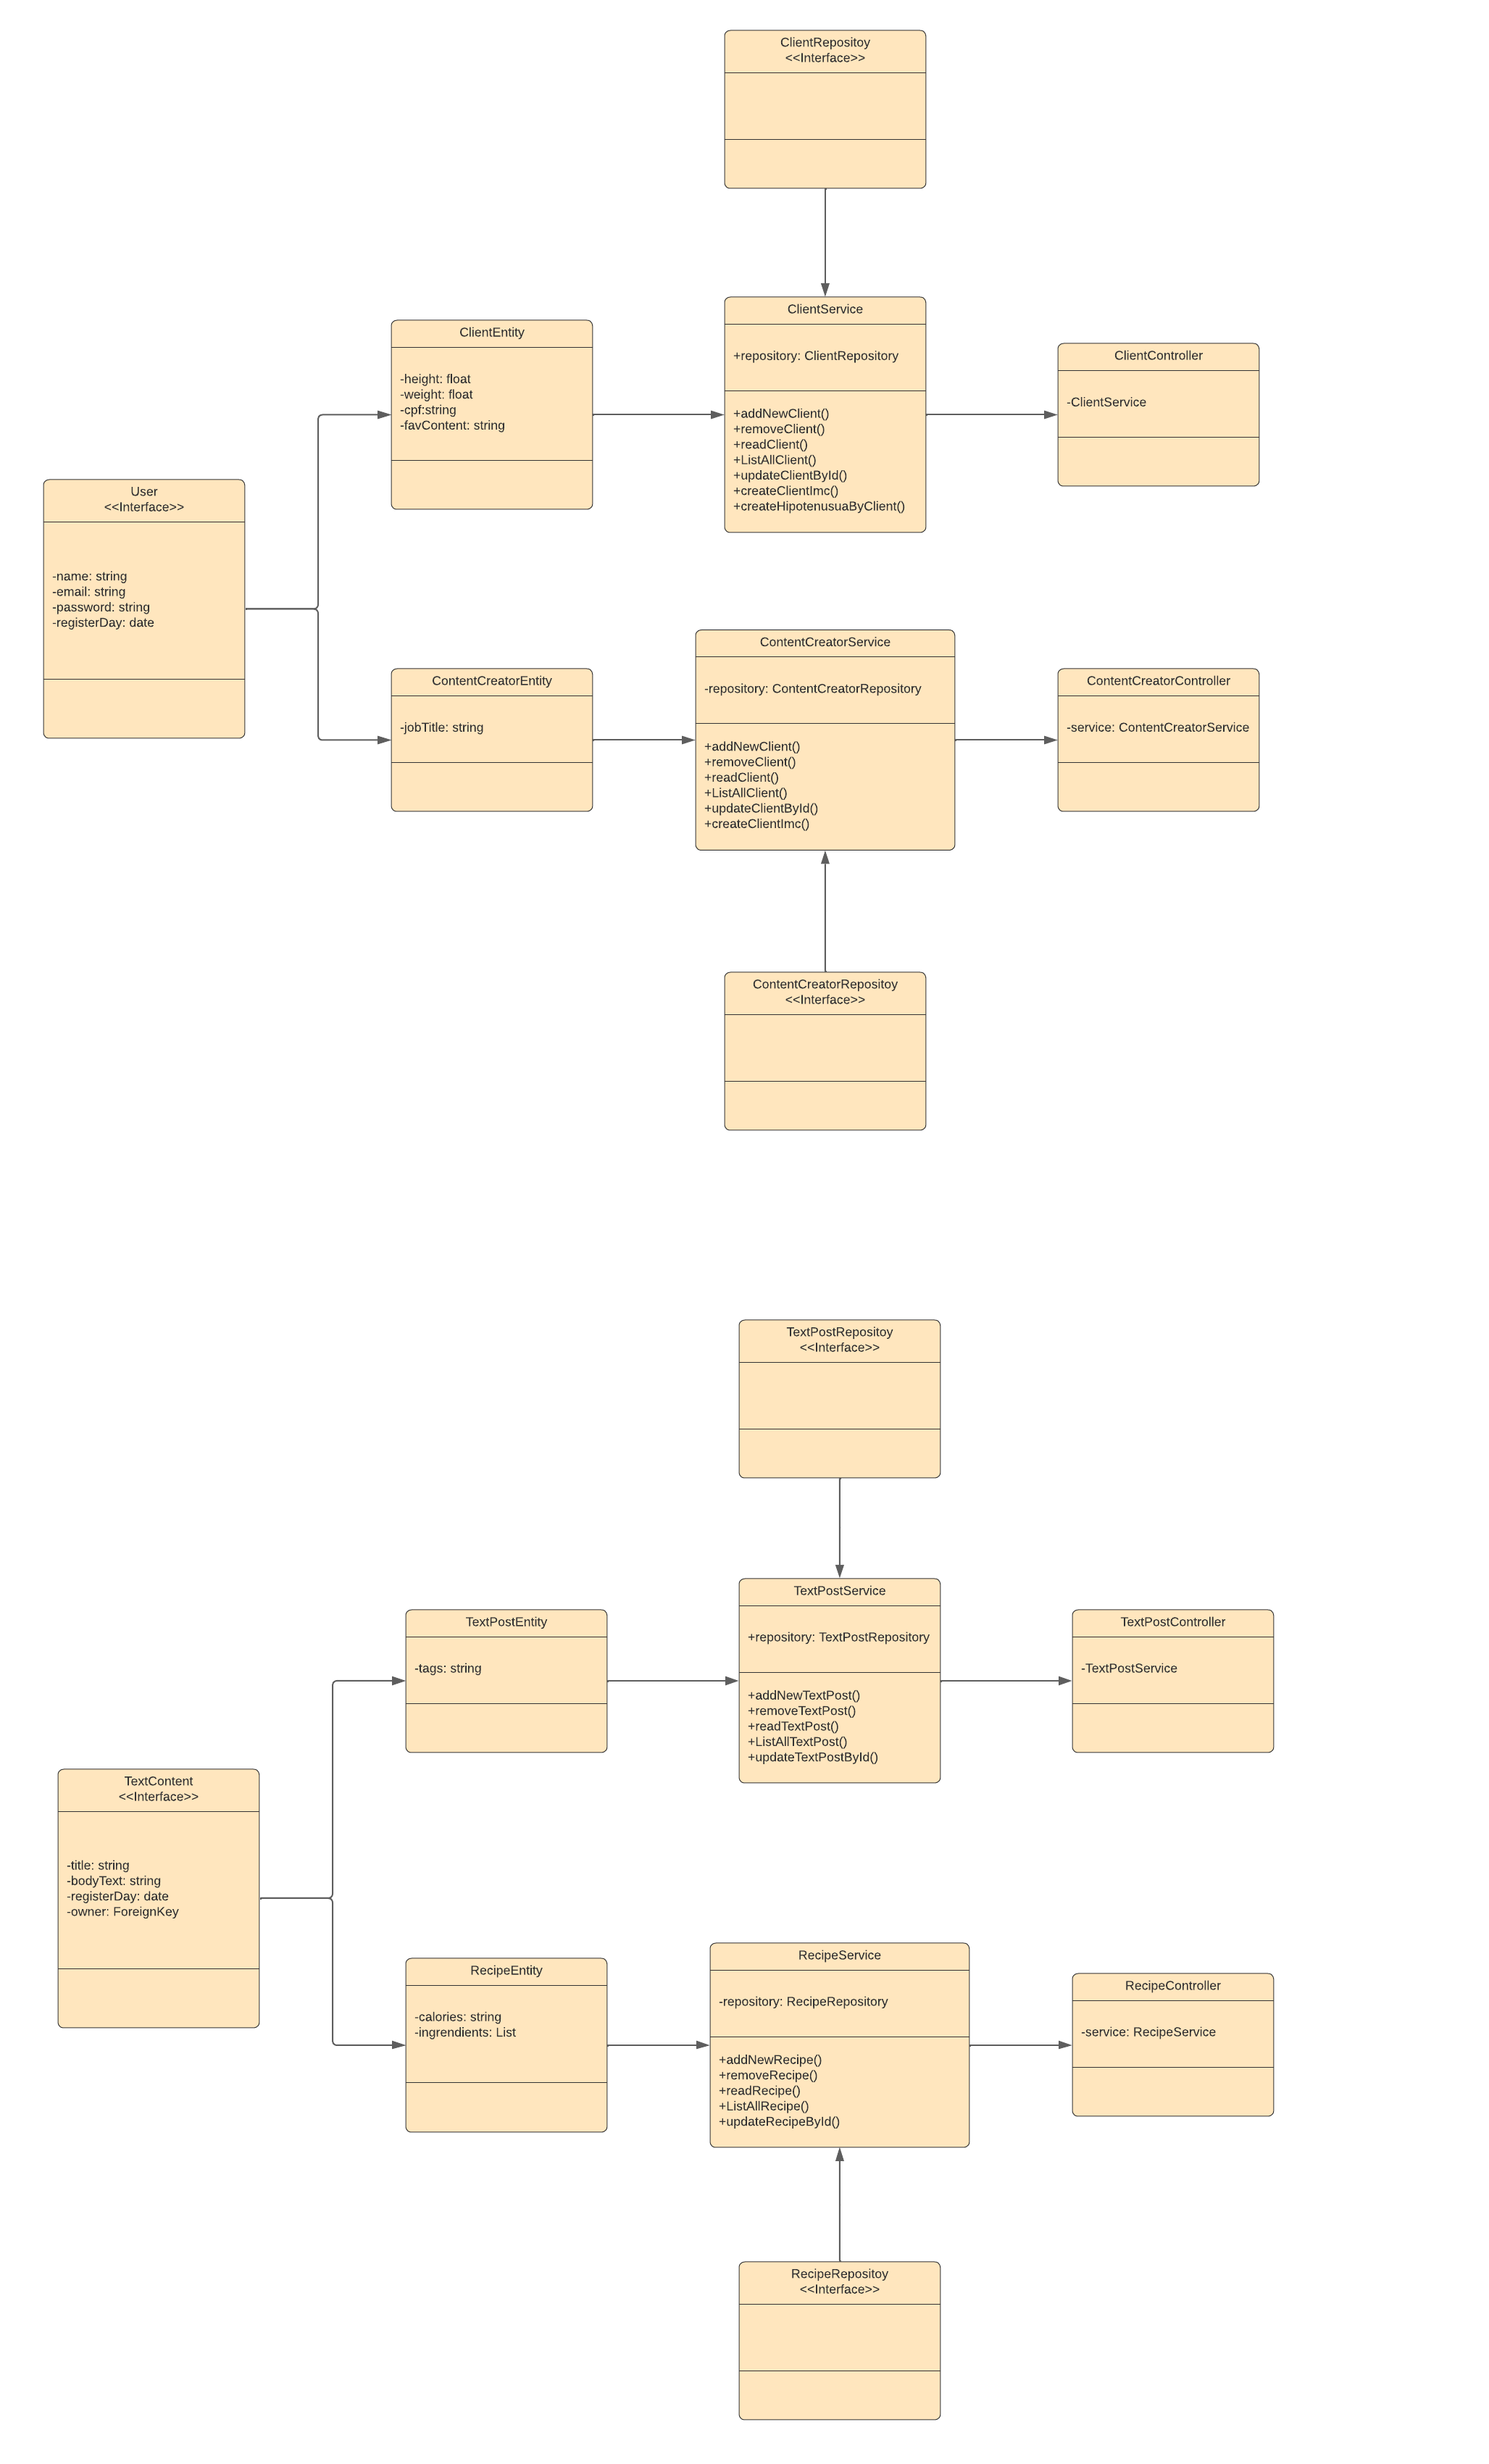 ClientRepositoy
<<Interface>>
ClientEntity
-height: float
-weight: float
-cpf:string
-favContent: string
ClientService
+repository: ClientRepository
+addNewClient()
+removeClient()
+readClient()
+ListAllClient()
+updateClientById()
+createClientImc()
+createHipotenusuaByClient()
ClientController
-ClientService
User
<<Interface>>
-name: string
-email: string
-password: string
-registerDay: date
ContentCreatorEntity
-jobTitle: string
ContentCreatorService
-repository: ContentCreatorRepository
+addNewClient()
+removeClient()
+readClient()
+ListAllClient()
+updateClientById()
+createClientImc()
ContentCreatorController
-service: ContentCreatorService
ContentCreatorRepositoy
<<Interface>>
TextPostRepositoy
<<Interface>>
TextPostEntity
-tags: string
TextPostService
+repository: TextPostRepository
+addNewTextPost()
+removeTextPost()
+readTextPost()
+ListAllTextPost()
+updateTextPostById()
TextPostController
-TextPostService
TextContent
<<Interface>>
-title: string
-bodyText: string
-registerDay: date
-owner: ForeignKey
RecipeEntity
-calories: string
-ingrendients: List
RecipeService
-repository: RecipeRepository
+addNewRecipe()
+removeRecipe()
+readRecipe()
+ListAllRecipe()
+updateRecipeById()
RecipeController
-service: RecipeService
RecipeRepositoy
<<Interface>>